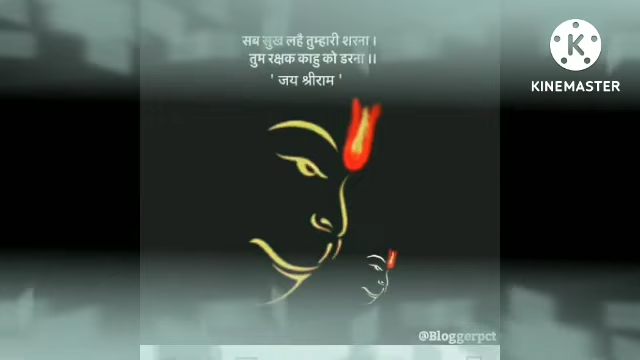 सब सुख लहै तुम्हारी शरना ।
तुम रक्षक काहु को डरना ।।
' जय श्रीराम '
KINEMASTER
@Bloggerpct